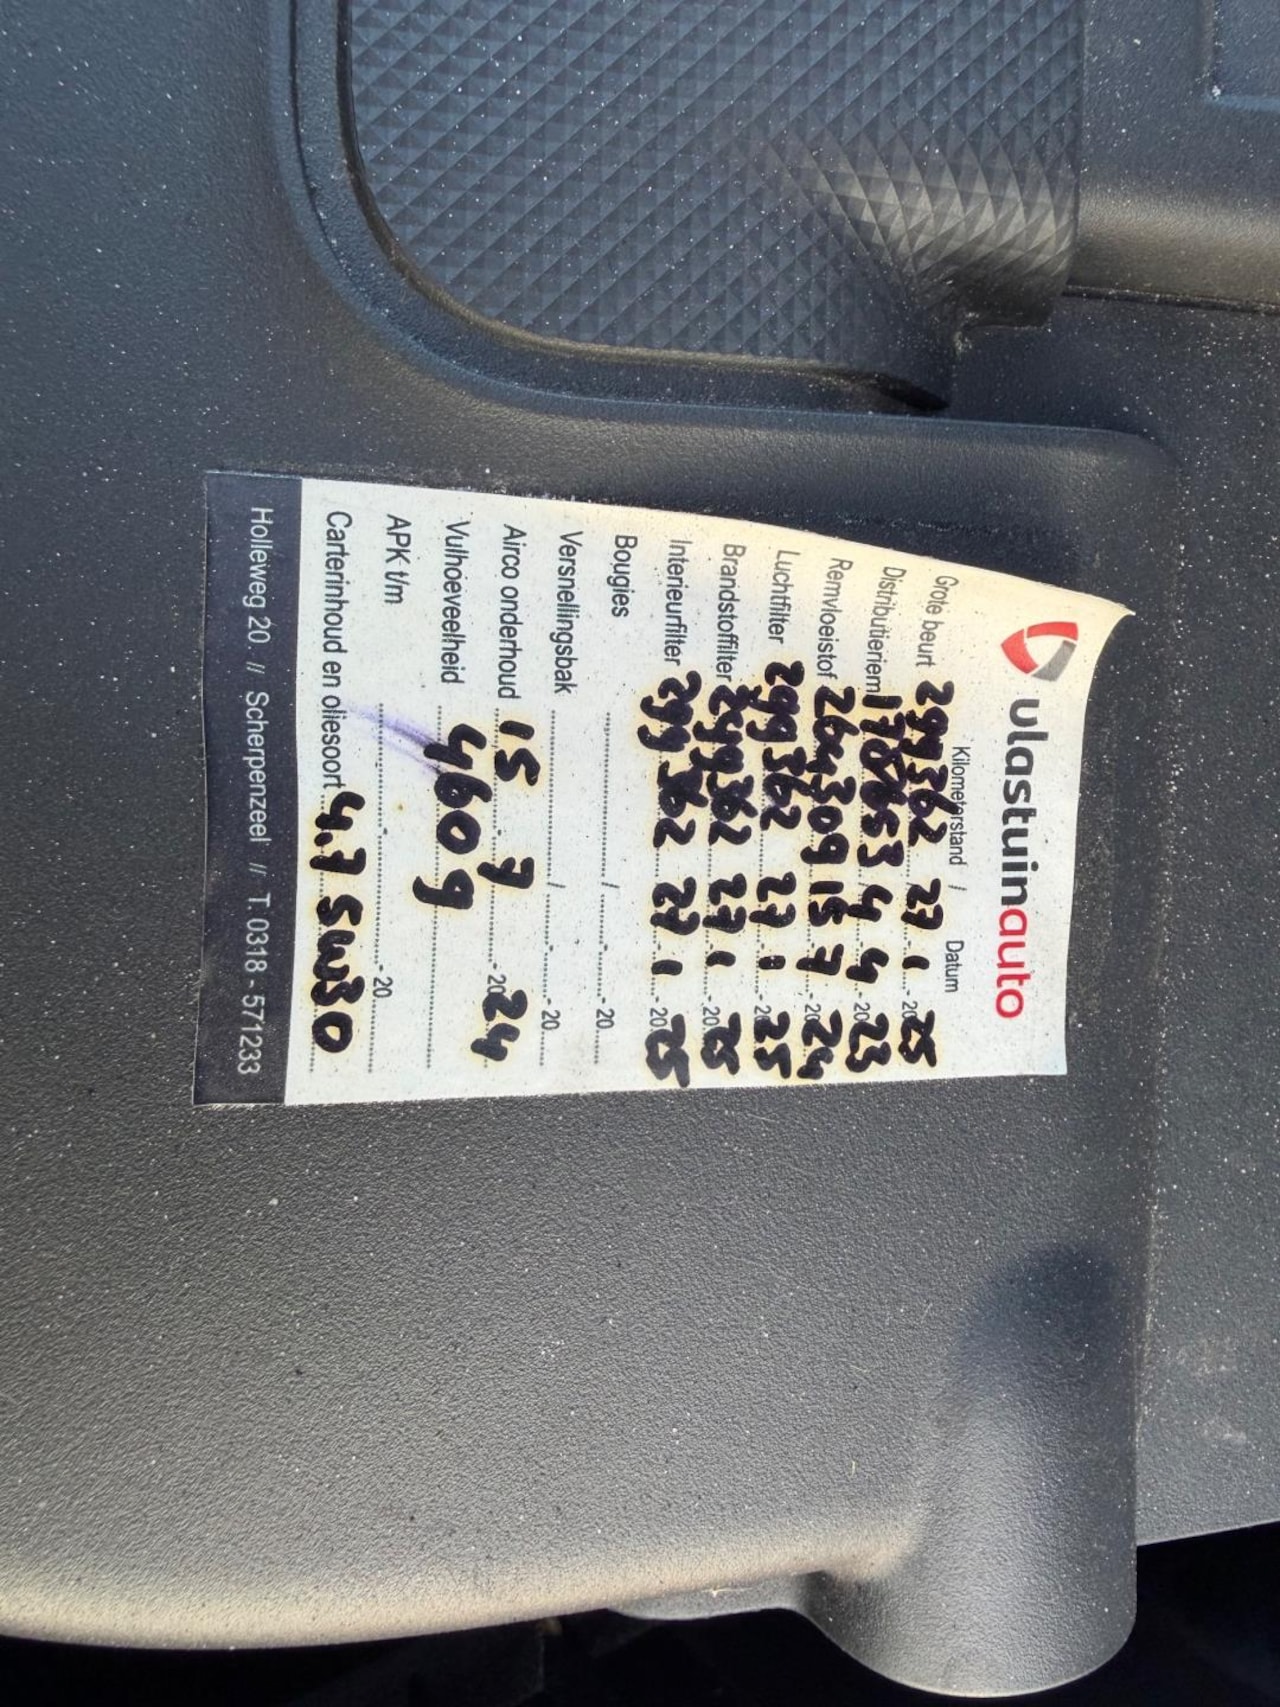 vlastuinauto
Kilometerstand / Datum
Grote beurt 299362 27-1-2025
Distributieriem 178463 4-4-2023
Remvloeistof 264309 15-7-2024
Luchtfilter 299362 27-1-2025
Brandstoffilter 299362 27-1-2025
Interieurfilter 299362 27-1-2025
Bougies ........../......-......-20......
Versnellingsbak ........../......-......-20......
Airco onderhoud 15-7-2024
Vulhoeveelheid 460 g
APK t/m ......-......-20......
Carterinhoud en oliesoort 4.7 5W30
Holleweg 20 // Scherpenzeel // T. 0318 - 571233